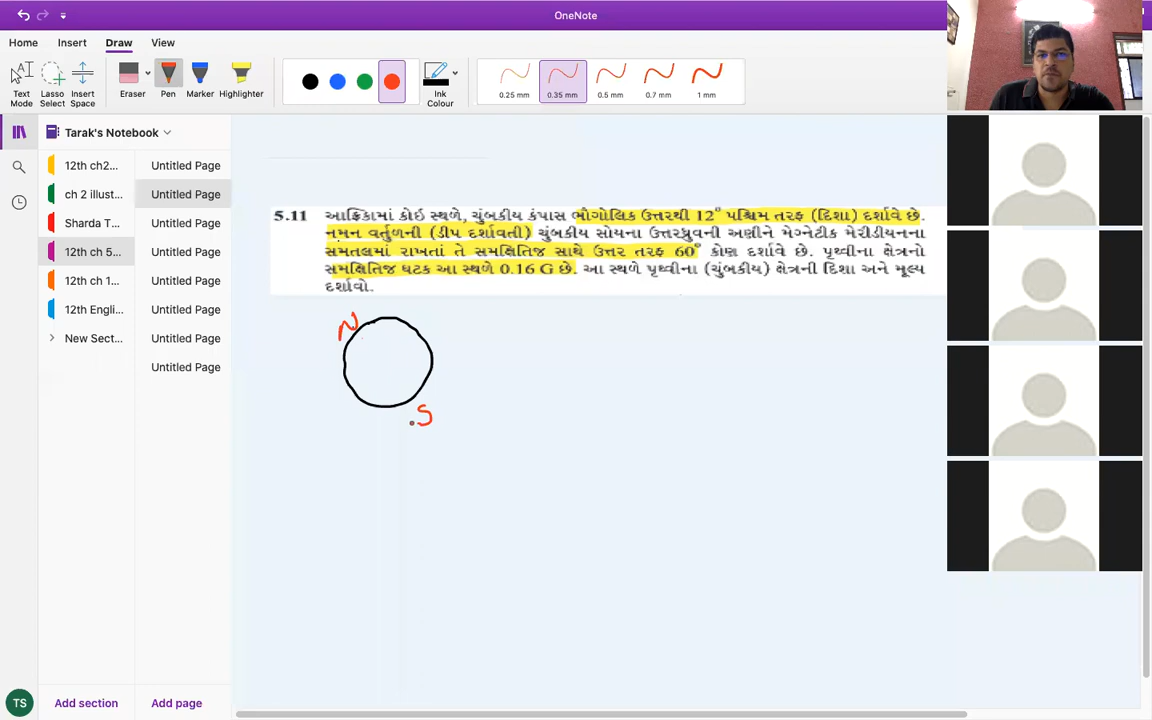 OneNote
Home Insert Draw View
Text Mode
Lasso Select
Insert Space
Eraser
Pen
Marker
Highlighter
Ink Colour
0.25 mm
0.35 mm
0.5 mm
0.7 mm
1 mm
Tarak's Notebook
12th ch2...
ch 2 illust...
Sharda T...
12th ch 5...
12th ch 1...
12th Engli...
New Sect...
Untitled Page
Untitled Page
Untitled Page
Untitled Page
Untitled Page
Untitled Page
Untitled Page
Untitled Page
5.11 આફ્રિકામાં કોઈ સ્થળે, ચુંબકીય કંપાસ ભૌગોલિક ઉત્તરથી 12° પશ્ચિમ તરફ (દિશા) દર્શાવે છે.
નમન વર્તુળની (ડીપ દર્શાવતી) ચુંબકીય સોયના ઉત્તરધ્રુવની અણીને મેગ્નેટીક મેરીડીયનના
સમતલમાં રાખતાં તે સમક્ષિતિજ સાથે ઉત્તર તરફ 60° કોણ દર્શાવે છે. પૃથ્વીના ક્ષેત્રનો
સમક્ષિતિજ ઘટક આ સ્થળે 0.16 G છે. આ સ્થળે પૃથ્વીના (ચુંબકીય) ક્ષેત્રની દિશા અને મૂલ્ય
દર્શાવો.
N
S
TS
Add section
Add page